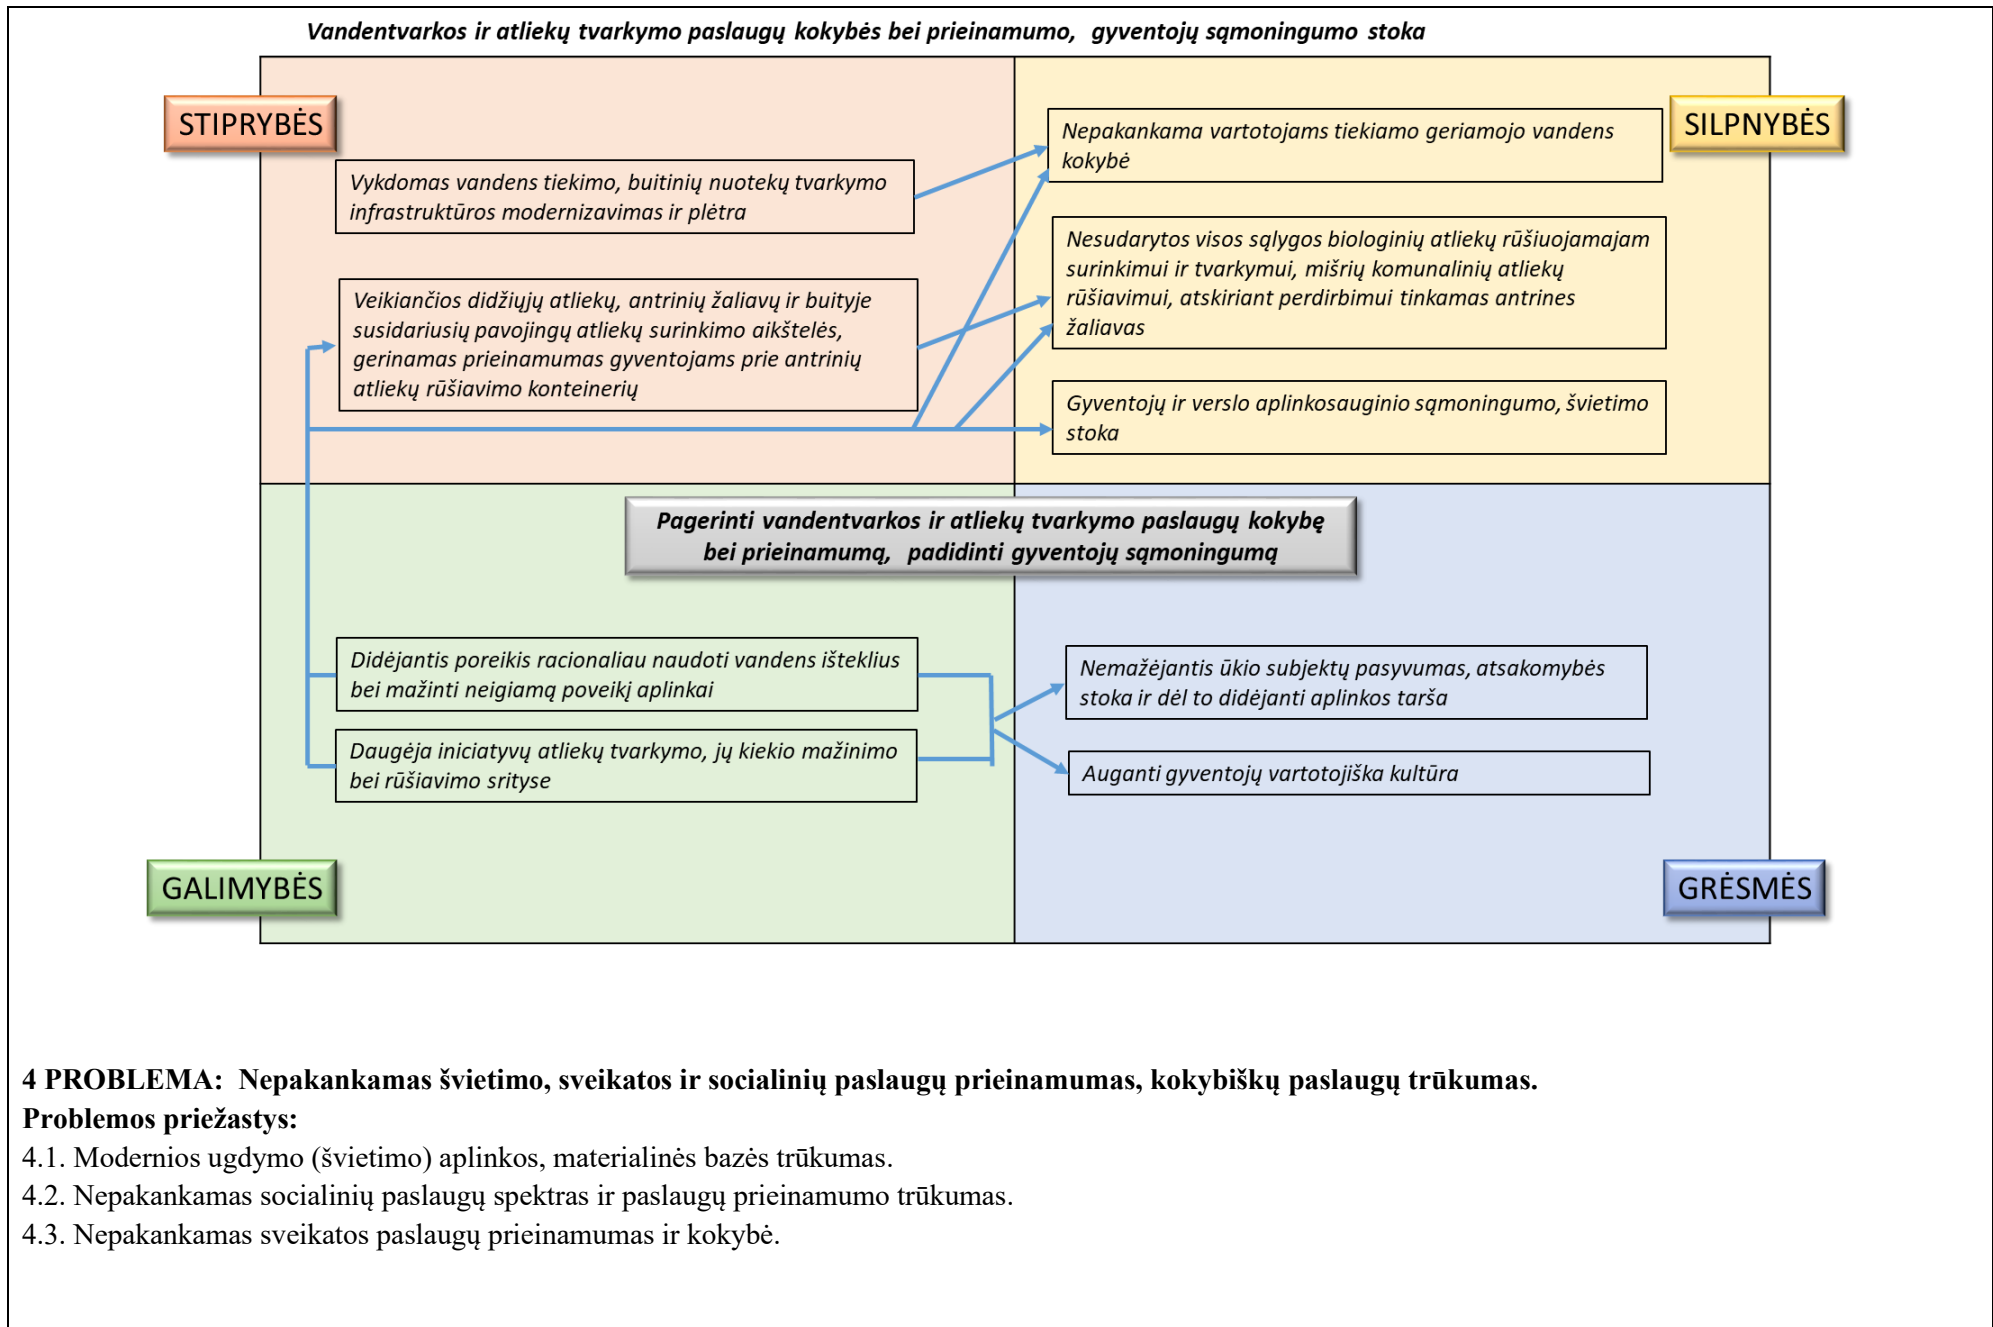 Vandentvarkos ir atliekų tvarkymo paslaugų kokybės bei prieinamumo, gyventojų sąmoningumo stoka
STIPRYBĖS
Vykdomas vandens tiekimo, buitinių nuotekų tvarkymo
infrastruktūros modernizavimas ir plėtra
Veikiančios didžiųjų atliekų, antrinių žaliavų ir buityje
susidariusių pavojingų atliekų surinkimo aikštelės,
gerinamas prieinamumas gyventojams prie antrinių
atliekų rūšiavimo konteinerių
SILPNYBĖS
Nepakankama vartotojams tiekiamo geriamojo vandens
kokybė
Nesudarytos visos sąlygos biologinių atliekų rūšiuojamajam
surinkimui ir tvarkymui, mišrių komunalinių atliekų
rūšiavimui, atskiriant perdirbimui tinkamas antrines
žaliavas
Gyventojų ir verslo aplinkosauginio sąmoningumo, švietimo
stoka
Pagerinti vandentvarkos ir atliekų tvarkymo paslaugų kokybę
bei prieinamumą, padidinti gyventojų sąmoningumą
Didėjantis poreikis racionaliau naudoti vandens išteklius
bei mažinti neigiamą poveikį aplinkai
Daugėja iniciatyvų atliekų tvarkymo, jų kiekio mažinimo
bei rūšiavimo srityse
GALIMYBĖS
Nemažėjantis ūkio subjektų pasyvumas, atsakomybės
stoka ir dėl to didėjanti aplinkos tarša
Auganti gyventojų vartotojiška kultūra
GRĖSMĖS
4 PROBLEMA: Nepakankamas švietimo, sveikatos ir socialinių paslaugų prieinamumas, kokybiškų paslaugų trūkumas.
Problemos priežastys:
4.1. Modernios ugdymo (švietimo) aplinkos, materialinės bazės trūkumas.
4.2. Nepakankamas socialinių paslaugų spektras ir paslaugų prieinamumo trūkumas.
4.3. Nepakankamas sveikatos paslaugų prieinamumas ir kokybė.